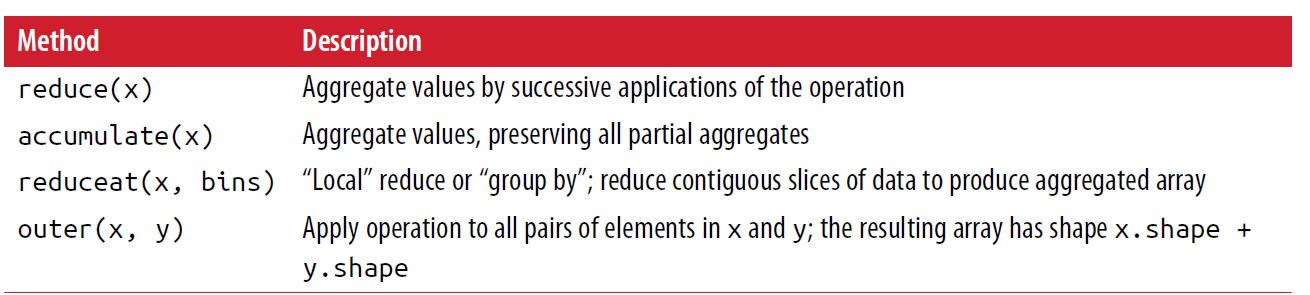 Method Description
reduce(x) Aggregate values by successive applications of the operation
accumulate(x) Aggregate values, preserving all partial aggregates
reduceat(x, bins) “Local” reduce or “group by”; reduce contiguous slices of data to produce aggregated array
outer(x, y) Apply operation to all pairs of elements in x and y; the resulting array has shape x.shape +
y.shape